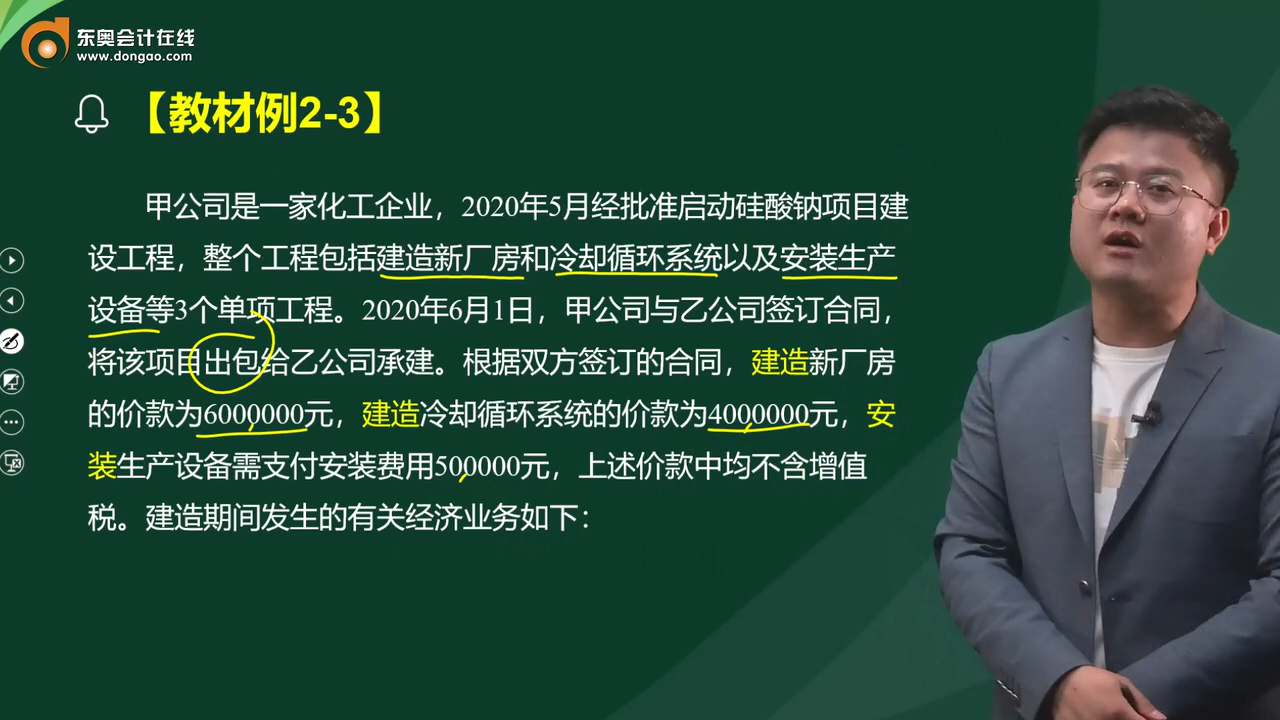 东奥会计在线
www.dongao.com
【教材例2-3】
甲公司是一家化工企业，2020年5月经批准启动硅酸钠项目建
设工程，整个工程包括建造新厂房和冷却循环系统以及安装生产
设备等3个单项工程。2020年6月1日，甲公司与乙公司签订合同，
将该项目出包给乙公司承建。根据双方签订的合同，建造新厂房
的价款为6000000元，建造冷却循环系统的价款为4000000元，安
装生产设备需支付安装费用500000元，上述价款中均不含增值
税。建造期间发生的有关经济业务如下：